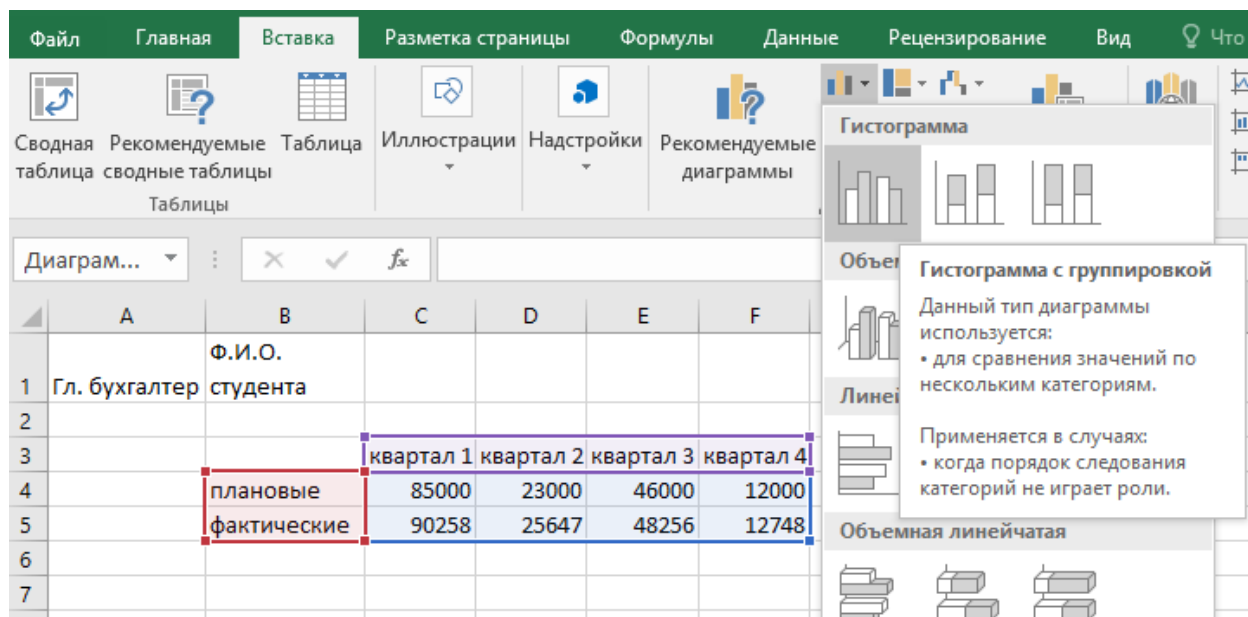 Файл Главная Вставка Разметка страницы Формулы Данные Рецензирование Вид Что
Сводная таблица
Рекомендуемые сводные таблицы
Таблица
Таблицы
Иллюстрации
Надстройки
Рекомендуемые диаграммы
Гистограмма
Гистограмма с группировкой
Данный тип диаграммы
используется:
• для сравнения значений по
нескольким категориям.
Применяется в случаях:
• когда порядок следования
категорий не играет роли.
Объемная линейчатая
Диаграм... fx
A B C D E F
1 Гл. бухгалтер Ф.И.О. студента
2
3 квартал 1 квартал 2 квартал 3 квартал 4
4 плановые 85000 23000 46000 12000
5 фактические 90258 25647 48256 12748
6
7